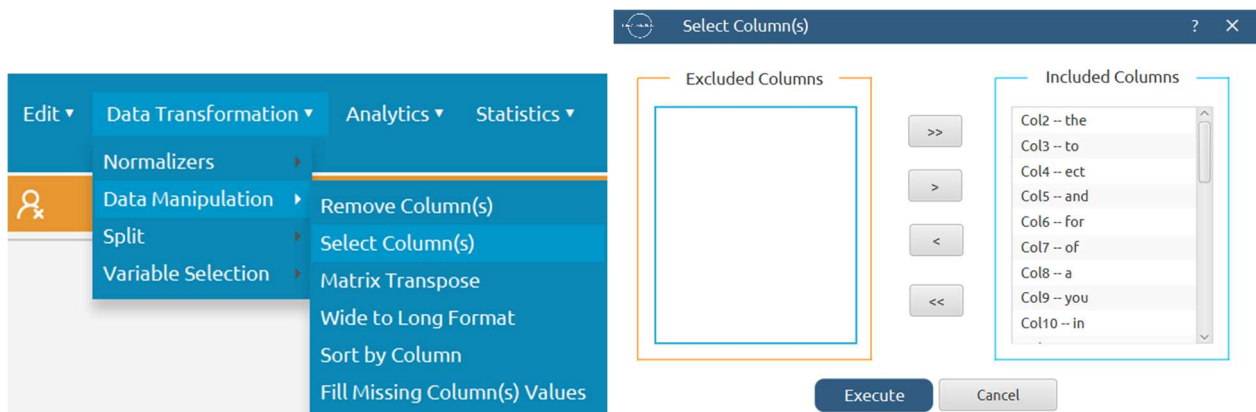 Edit ▾ Data Transformation ▾ Analytics ▾ Statistics ▾
Normalizers
Data Manipulation
Split
Variable Selection
Remove Column(s)
Select Column(s)
Matrix Transpose
Wide to Long Format
Sort by Column
Fill Missing Column(s) Values
Select Column(s) ? ×
Excluded Columns
>>
>
<
<<
Included Columns
Col2 -- the
Col3 -- to
Col4 -- ect
Col5 -- and
Col6 -- for
Col7 -- of
Col8 -- a
Col9 -- you
Col10 -- in
Execute Cancel